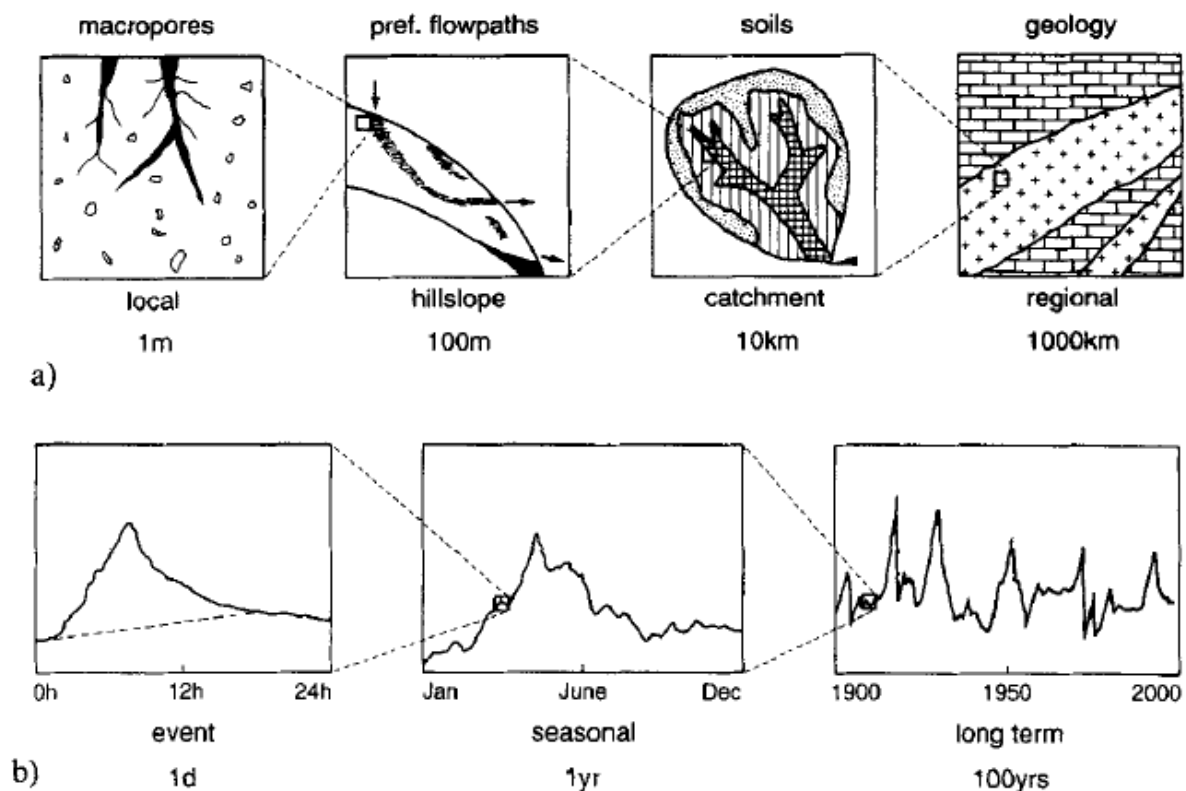 macropores pref. flowpaths soils geology
local hillslope catchment regional
1m 100m 10km 1000km
a)
0h 12h 24h Jan June Dec 1900 1950 2000
event seasonal long term
b) 1d 1yr 100yrs